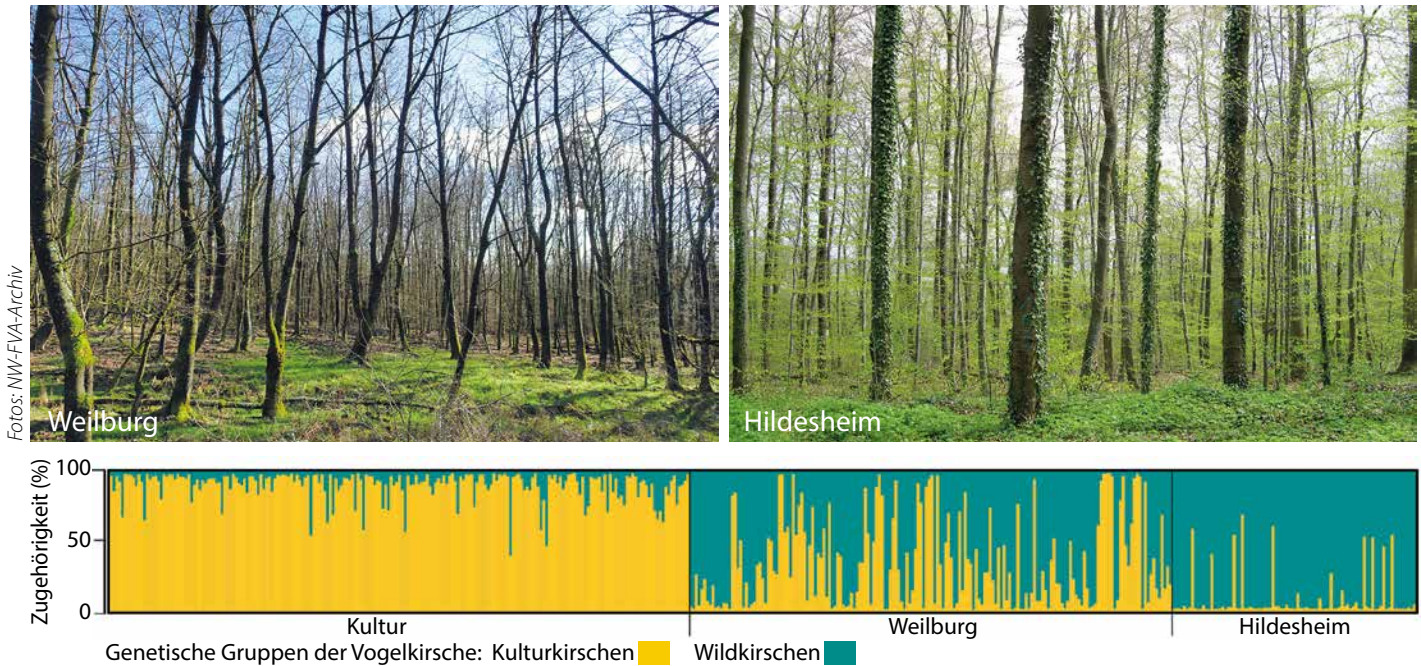 Fotos: NW-FVA-Archiv
Weilburg
Hildesheim
Zugehörigkeit (%)
100
50
0
Kultur
Weilburg
Hildesheim
Genetische Gruppen der Vogelkirsche: Kulturkirschen Wildkirschen